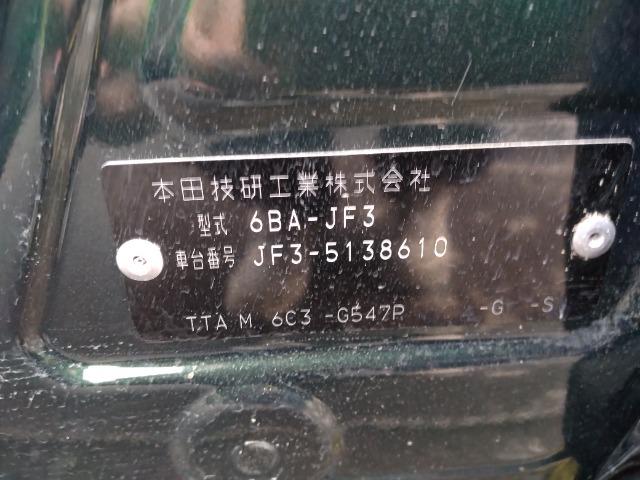 本田技研工業株式会社
型式 6BA-JF3
車台番号 JF3-5138610
TTA M 6C3 -G547P -G -S